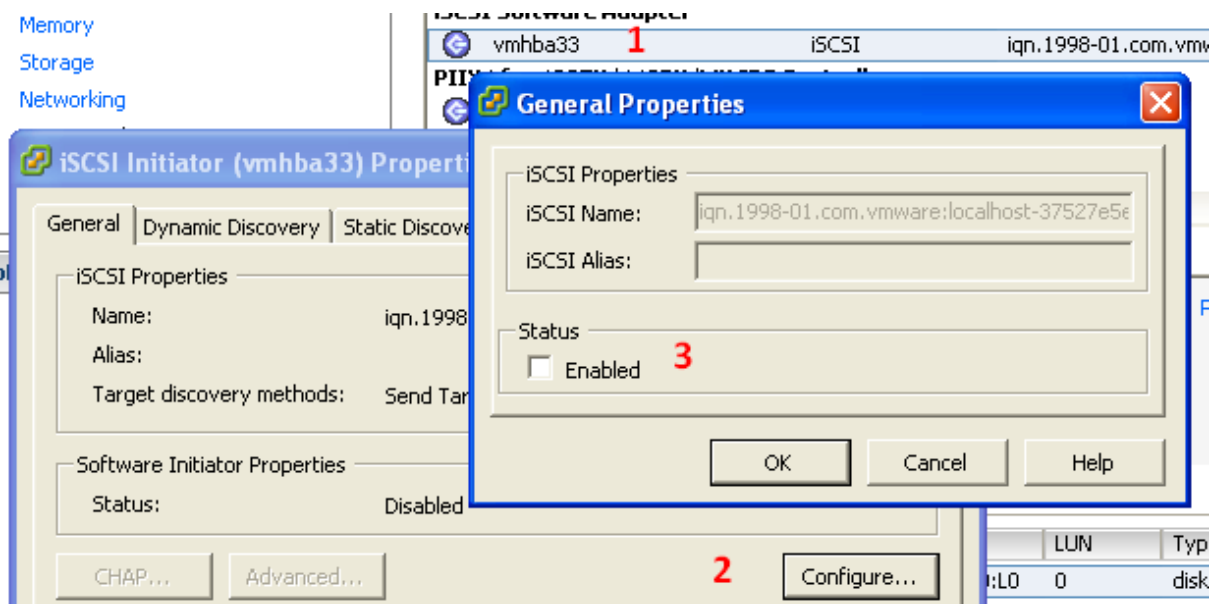 Memory
Storage
Networking
iSCSI Software Adapter
vmhba33 1 iSCSI iqn.1998-01.com.vmw
General Properties
iSCSI Properties
iSCSI Name: iqn.1998-01.com.vmware:localhost-37527e5e
iSCSI Alias:
Status
Enabled 3
OK Cancel Help
iSCSI Initiator (vmhba33) Properti
General Dynamic Discovery Static Discove
iSCSI Properties
Name: iqn.1998
Alias:
Target discovery methods: Send Tar
Software Initiator Properties
Status: Disabled
CHAP... Advanced... 2 Configure...
LUN Typ
:L0 0 disk